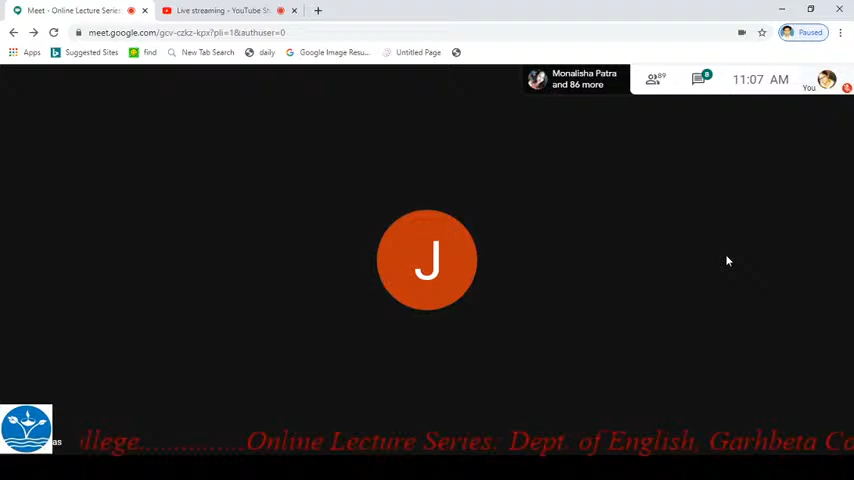 Meet - Online Lecture Series
Live streaming - YouTube
meet.google.com/gcv-czkz-kpx?pli=1&authuser=0
Paused
Apps
Suggested Sites
find
New Tab Search
daily
Google Image Resu...
Untitled Page
Monalisha Patra
and 86 more
89
8
11:07 AM
You
J
as
llege..............Online Lecture Series. Dept. of English, Garhbeta Co